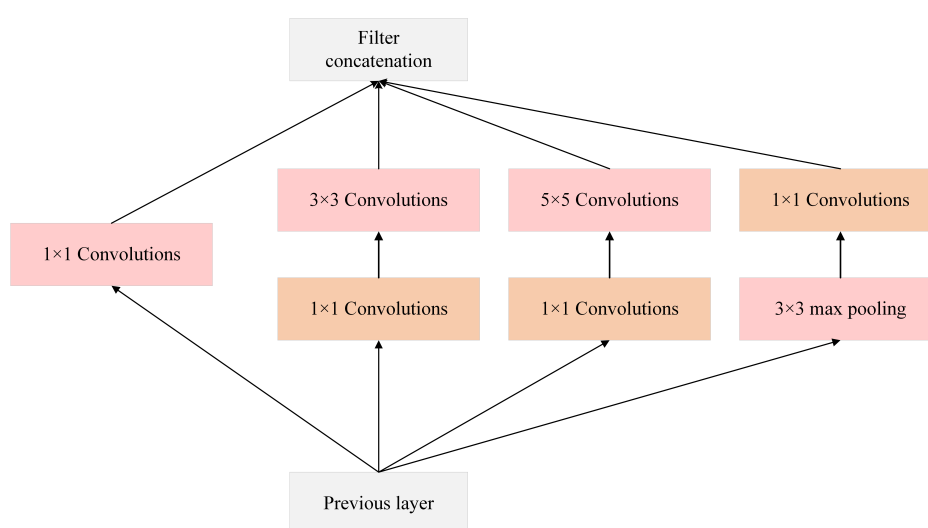 Filter
concatenation
3×3 Convolutions
5×5 Convolutions
1×1 Convolutions
1×1 Convolutions
1×1 Convolutions
1×1 Convolutions
3×3 max pooling
Previous layer